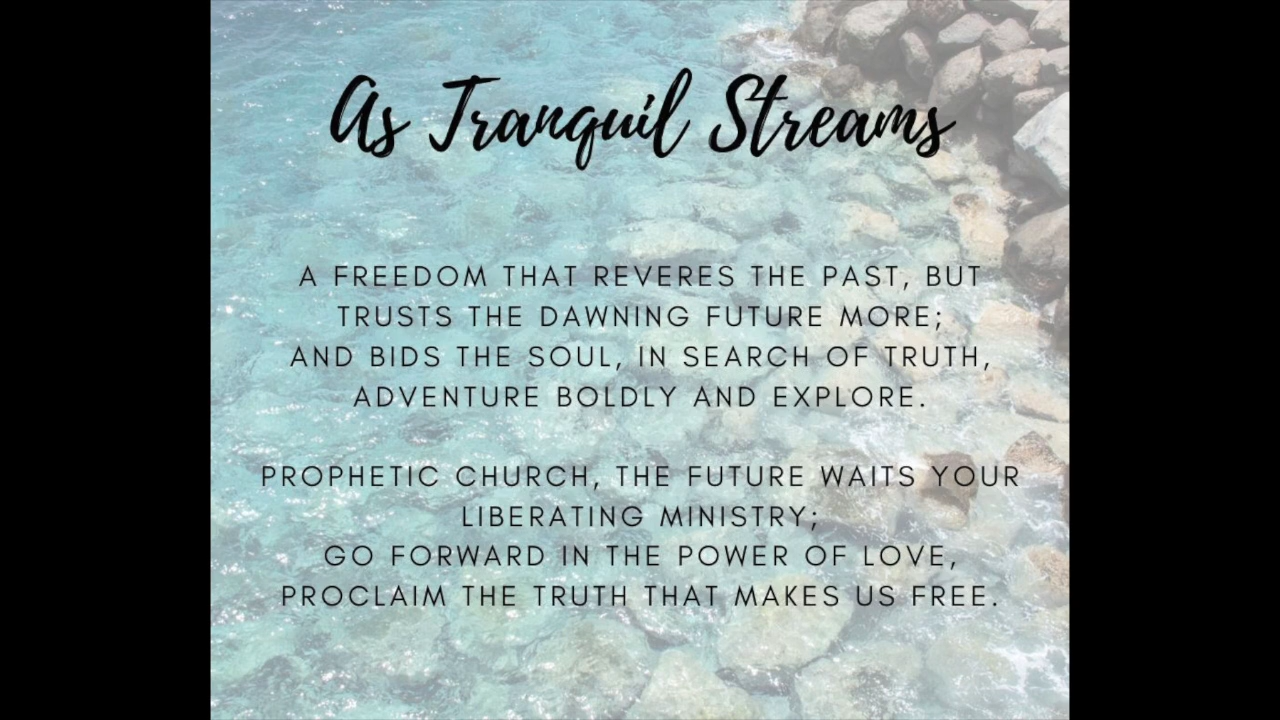 As Tranquil Streams
A FREEDOM THAT REVERES THE PAST, BUT
TRUSTS THE DAWNING FUTURE MORE;
AND BIDS THE SOUL, IN SEARCH OF TRUTH,
ADVENTURE BOLDLY AND EXPLORE.
PROPHETIC CHURCH, THE FUTURE WAITS YOUR
LIBERATING MINISTRY;
GO FORWARD IN THE POWER OF LOVE,
PROCLAIM THE TRUTH THAT MAKES US FREE.